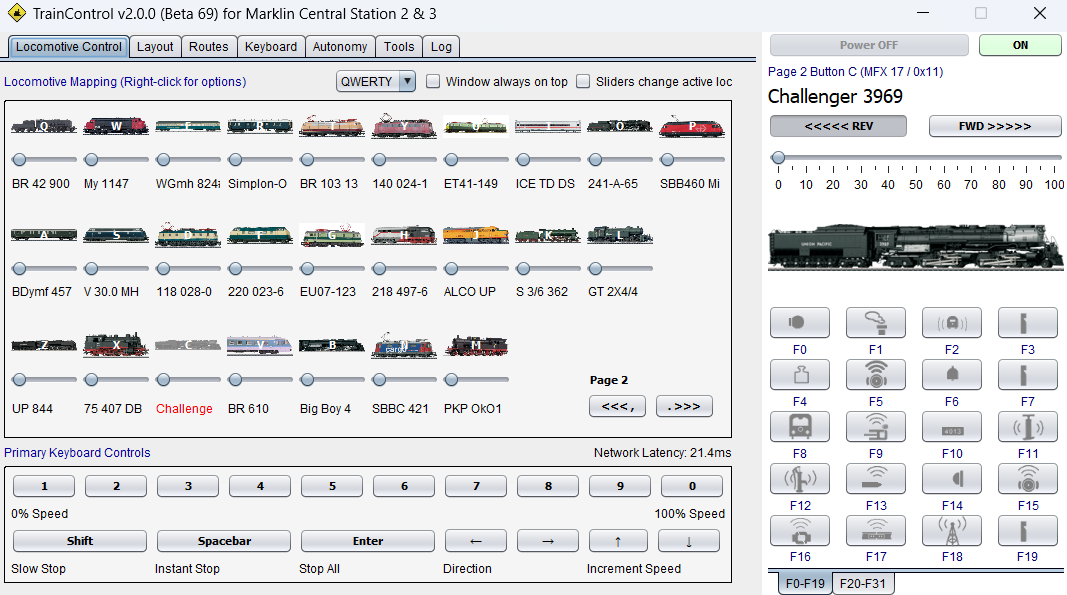 TrainControl v2.0.0 (Beta 69) for Marklin Central Station 2 & 3
Locomotive Control Layout Routes Keyboard Autonomy Tools Log
Locomotive Mapping (Right-click for options) QWERTY Window always on top Sliders change active loc
Q W E R Y U I O P
BR 42 900 My 1147 WGmh 824 Simplon-O BR 103 13 140 024-1 ET41-149 ICE TD DS 241-A-65 SBB460 Mi
A S D F G H J K L
BDymf 457 V 30.0 MH 118 028-0 220 023-6 EU07-123 218 497-6 ALCO UP S 3/6 362 GT 2X4/4
Z X C V B N M
cargo
UP 844 75 407 DB Challenge BR 610 Big Boy 4 SBBC 421 PKP OkO1
Page 2
<<<, .>>>
Primary Keyboard Controls Network Latency: 21.4ms
1 2 3 4 5 6 7 8 9 0
0% Speed 100% Speed
Shift Spacebar Enter ← → ↑ ↓
Slow Stop Instant Stop Stop All Direction Increment Speed
Power OFF ON
Page 2 Button C (MFX 17 / 0x11)
Challenger 3969
<<<<< REV FWD >>>>>
0 10 20 30 40 50 60 70 80 90 100
UNION PACIFIC
F0 F1 F2 F3
F4 F5 F6 F7
4013
F8 F9 F10 F11
F12 F13 F14 F15
F16 F17 F18 F19
F0-F19 F20-F31